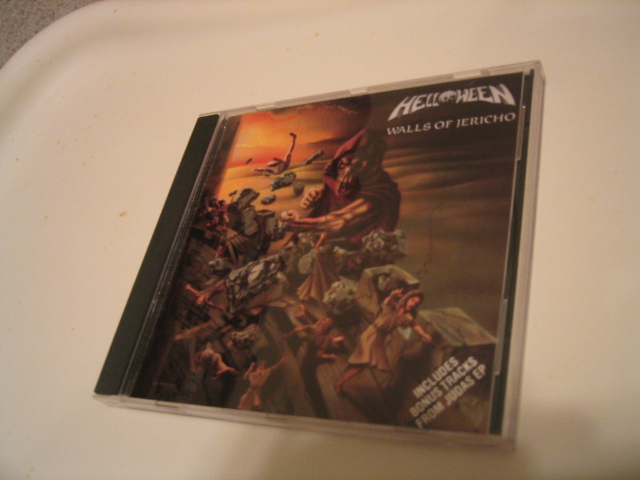 HELLOWEEN
WALLS OF JERICHO
INCLUDES
BONUS TRACKS
FROM JUDAS EP